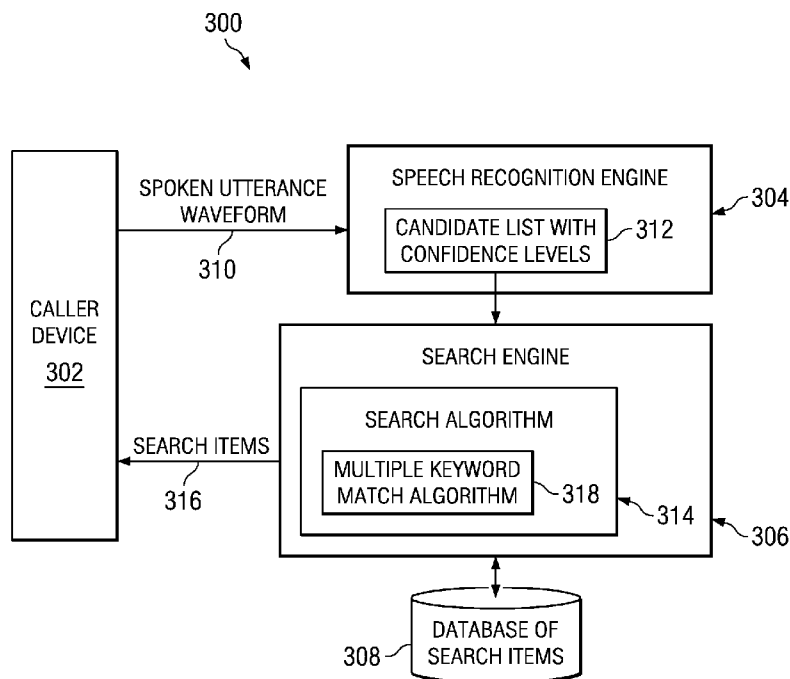 300
SPOKEN UTTERANCE
WAVEFORM
310
SPEECH RECOGNITION ENGINE
304
CANDIDATE LIST WITH
CONFIDENCE LEVELS
312
CALLER
DEVICE
302
SEARCH ENGINE
SEARCH ALGORITHM
SEARCH ITEMS
316
MULTIPLE KEYWORD
MATCH ALGORITHM
318
314
306
DATABASE OF
SEARCH ITEMS
308